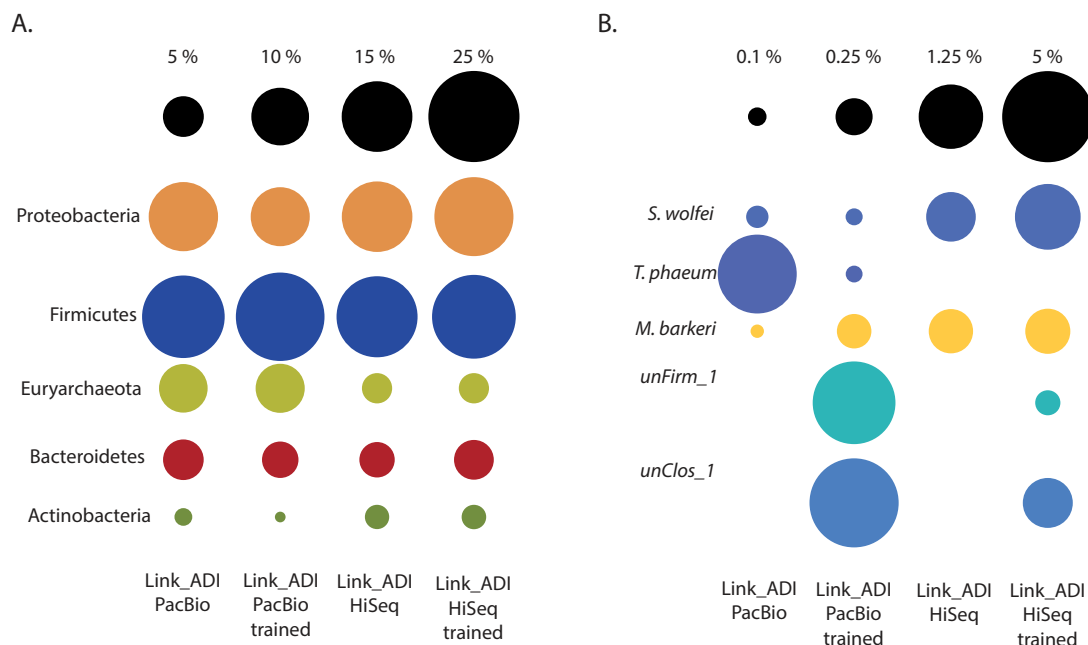 A.
5 %
10 %
15 %
25 %
Proteobacteria
Firmicutes
Euryarchaeota
Bacteroidetes
Actinobacteria
Link_ADI
PacBio
Link_ADI
PacBio
trained
Link_ADI
HiSeq
Link_ADI
HiSeq
trained
B.
0.1 %
0.25 %
1.25 %
5 %
S. wolfei
T. phaeum
M. barkeri
unFirm_1
unClos_1
Link_ADI
PacBio
Link_ADI
PacBio
trained
Link_ADI
HiSeq
Link_ADI
HiSeq
trained